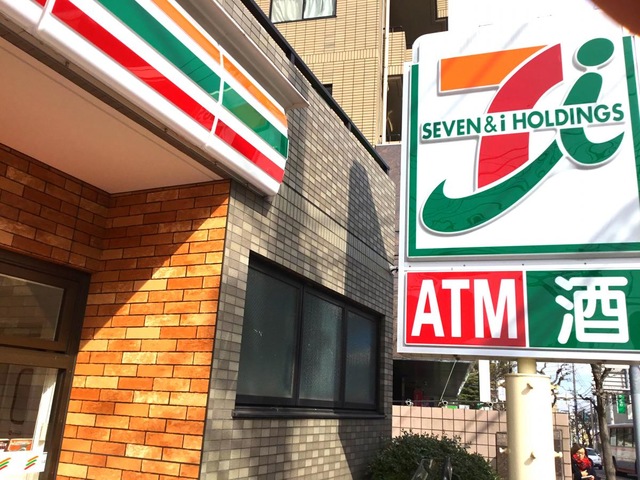 SEVEN & i HOLDINGS
ATM 酒